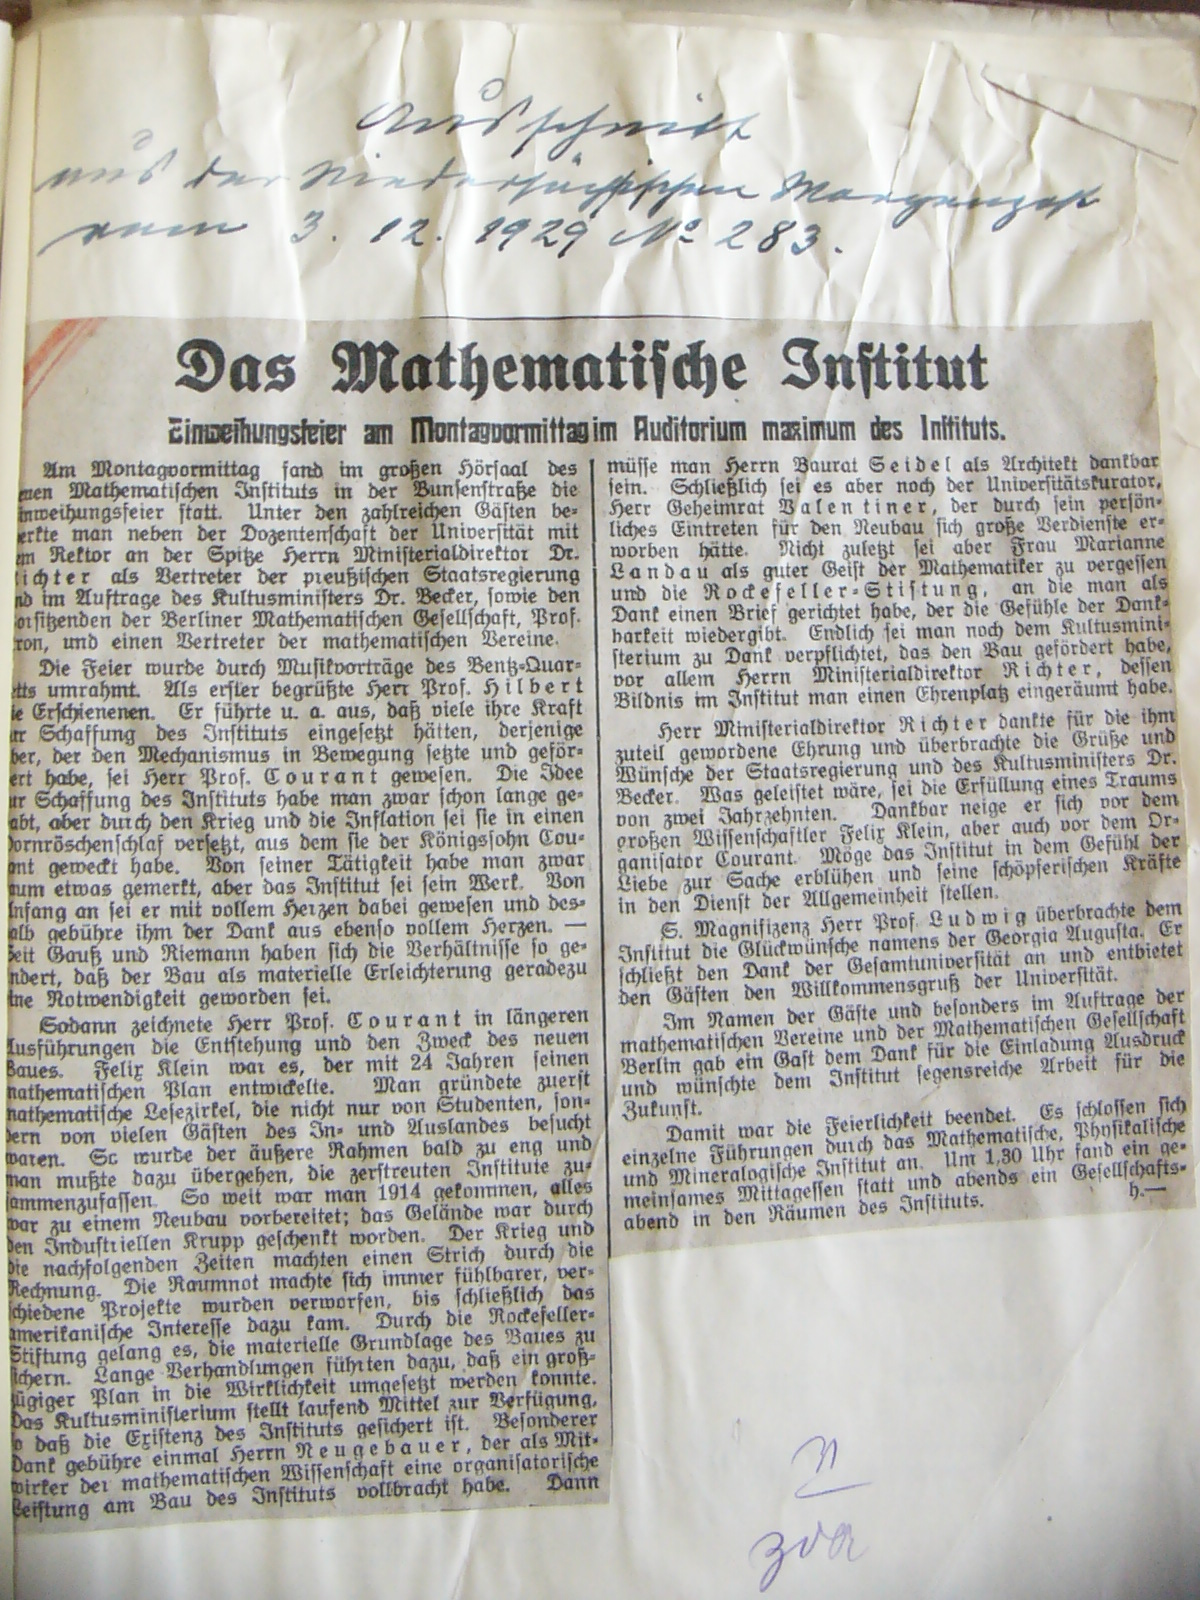 Ausschnitt
aus der Niedersächsischen Morgenpost
vom 3. 12. 1929 No 283.
Das Mathematische Institut
Einweihungsfeier am Montagvormittag im Auditorium maximum des Instituts.
Am Montagvormittag fand im großen Hörsaal des
Mathematischen Instituts in der Bunsenstraße die
inweihungsfeier statt. Unter den zahlreichen Gästen be-
erkte man neben der Dozentenschaft der Universität mit
em Rektor an der Spitze Herrn Ministerialdirektor Dr.
ichter als Vertreter der preußischen Staatsregierung
nd im Auftrage des Kultusministers Dr. Becker, sowie den
orsitzenden der Berliner Mathematischen Gesellschaft, Prof.
ron, und einen Vertreter der mathematischen Vereine.
Die Feier wurde durch Musikvorträge des Bentz-Quar-
etts umrahmt. Als erster begrüßte Herr Prof. Hilbert
ie Erschienenen. Er führte u. a. aus, daß viele ihre Kraft
ur Schaffung des Instituts eingesetzt hätten, derjenige
ber, der den Mechanismus in Bewegung setzte und geför-
ert habe, sei Herr Prof. Courant gewesen. Die Idee
ur Schaffung des Instituts habe man zwar schon lange ge-
abt, aber durch den Krieg und die Inflation sei sie in einen
ornröschenschlaf versetzt, aus dem sie der Königssohn Cou-
ant geweckt habe. Von seiner Tätigkeit habe man zwar
aum etwas gemerkt, aber das Institut sei sein Werk. Von
nfang an sei er mit vollem Herzen dabei gewesen und des-
alb gebühre ihm der Dank aus ebenso vollem Herzen. —
eit Gauß und Riemann haben sich die Verhältnisse so ge-
ndert, daß der Bau als materielle Erleichterung geradezu
ine Notwendigkeit geworden sei.
Sodann zeichnete Herr Prof. Courant in längeren
usführungen die Entstehung und den Zweck des neuen
Baues. Felix Klein war es, der mit 24 Jahren seinen
mathematischen Plan entwickelte. Man gründete zuerst
mathematische Lesezirkel, die nicht nur von Studenten, son-
dern von vielen Gästen des In- und Auslandes besucht
waren. So wurde der äußere Rahmen bald zu eng und
man mußte dazu übergehen, die zerstreuten Institute zu-
sammenzufassen. So weit war man 1914 gekommen, alles
war zu einem Neubau vorbereitet; das Gelände war durch
den Industriellen Krupp geschenkt worden. Der Krieg und
die nachfolgenden Zeiten machten einen Strich durch die
Rechnung. Die Raumnot machte sich immer fühlbarer, ver-
schiedene Projekte wurden verworfen, bis schließlich das
amerikanische Interesse dazu kam. Durch die Rockefeller-
Stiftung gelang es, die materielle Grundlage des Baues zu
sichern. Lange Verhandlungen führten dazu, daß ein groß-
zügiger Plan in die Wirklichkeit umgesetzt werden konnte.
Das Kultusministerium stellt laufend Mittel zur Verfügung,
o daß die Existenz des Instituts gesichert ist. Besonderer
Dank gebühre einmal Herrn Neugebauer, der als Mit-
wirker der mathematischen Wissenschaft eine organisatorische
Leistung am Bau des Instituts vollbracht habe. Dann
müsse man Herrn Baurat Seidel als Architekt dankbar
sein. Schließlich sei es aber noch der Universitätskurator,
Herr Geheimrat Valentiner, der durch sein persön-
liches Eintreten für den Neubau sich große Verdienste er-
worben hätte. Nicht zuletzt sei aber Frau Marianne
Landau als guter Geist der Mathematiker zu vergessen
und die Rockefeller-Stiftung, an die man als
Dank einen Brief gerichtet habe, der die Gefühle der Dank-
barkeit wiedergibt. Endlich sei man noch dem Kultusmini-
sterium zu Dank verpflichtet, das den Bau gefördert habe,
vor allem Herrn Ministerialdirektor Richter, dessen
Bildnis im Institut man einen Ehrenplatz eingeräumt habe.
Herr Ministerialdirektor Richter dankte für die ihm
zuteil gewordene Ehrung und überbrachte die Grüße und
Wünsche der Staatsregierung und des Kultusministers Dr.
Becker. Was geleistet wäre, sei die Erfüllung eines Traums
von zwei Jahrzehnten. Dankbar neige er sich vor dem
großen Wissenschaftler Felix Klein, aber auch vor dem Or-
ganisator Courant. Möge das Institut in dem Gefühl der
Liebe zur Sache erblühen und seine schöpferischen Kräfte
in den Dienst der Allgemeinheit stellen.
S. Magnifizenz Herr Prof. Ludwig überbrachte dem
Institut die Glückwünsche namens der Georgia Augusta. Er
schließt den Dank der Gesamtuniversität an und entbietet
den Gästen den Willkommensgruß der Universität.
Im Namen der Gäste und besonders im Auftrage der
mathematischen Vereine und der Mathematischen Gesellschaft
Berlin gab ein Gast dem Dank für die Einladung Ausdruck
und wünschte dem Institut segensreiche Arbeit für die
Zukunft.
Damit war die Feierlichkeit beendet. Es schlossen sich
einzelne Führungen durch das Mathematische, Physikalische
und Mineralogische Institut an. Um 1,30 Uhr fand ein ge-
meinsames Mittagessen statt und abends ein Gesellschafts-
abend in den Räumen des Instituts. h.—
zdA